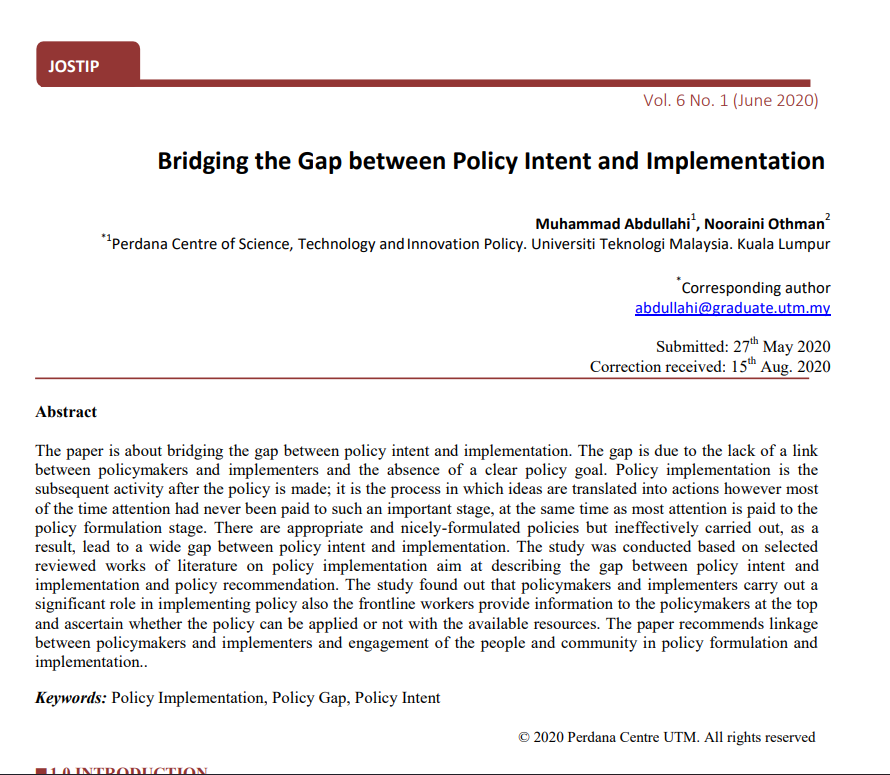 JOSTIP
Vol. 6 No. 1 (June 2020)
Bridging the Gap between Policy Intent and Implementation
Muhammad Abdullahi1, Nooraini Othman2
*1Perdana Centre of Science, Technology and Innovation Policy. Universiti Teknologi Malaysia. Kuala Lumpur
*Corresponding author
abdullahi@graduate.utm.my
Submitted: 27th May 2020
Correction received: 15th Aug. 2020
Abstract
The paper is about bridging the gap between policy intent and implementation. The gap is due to the lack of a link
between policymakers and implementers and the absence of a clear policy goal. Policy implementation is the
subsequent activity after the policy is made; it is the process in which ideas are translated into actions however most
of the time attention had never been paid to such an important stage, at the same time as most attention is paid to the
policy formulation stage. There are appropriate and nicely-formulated policies but ineffectively carried out, as a
result, lead to a wide gap between policy intent and implementation. The study was conducted based on selected
reviewed works of literature on policy implementation aim at describing the gap between policy intent and
implementation and policy recommendation. The study found out that policymakers and implementers carry out a
significant role in implementing policy also the frontline workers provide information to the policymakers at the top
and ascertain whether the policy can be applied or not with the available resources. The paper recommends linkage
between policymakers and implementers and engagement of the people and community in policy formulation and
implementation..
Keywords: Policy Implementation, Policy Gap, Policy Intent
© 2020 Perdana Centre UTM. All rights reserved
1.0 INTRODUCTION